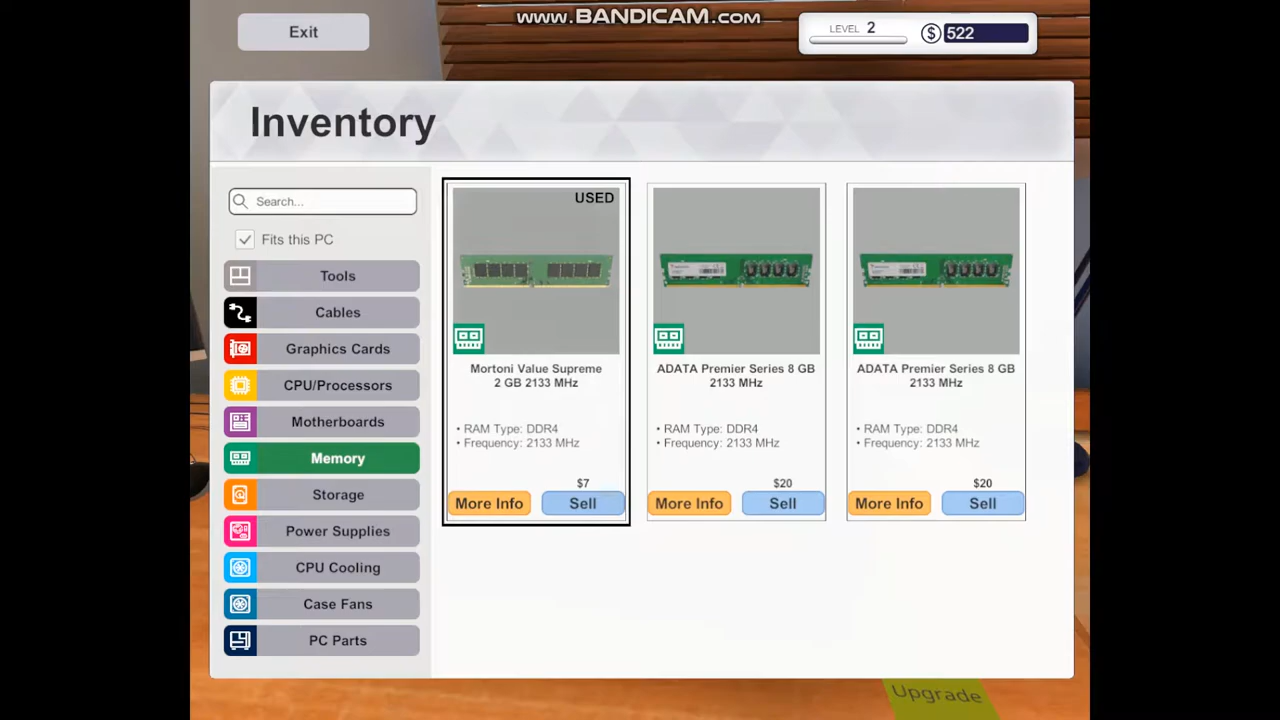 www.BANDICAM.com
Exit
LEVEL 2
$ 522
Inventory
Search...
Fits this PC
Tools
Cables
Graphics Cards
CPU/Processors
Motherboards
Memory
Storage
Power Supplies
CPU Cooling
Case Fans
PC Parts
USED
Mortoni Value Supreme
2 GB 2133 MHz
• RAM Type: DDR4
• Frequency: 2133 MHz
$7
More Info
Sell
ADATA Premier Series 8 GB
2133 MHz
• RAM Type: DDR4
• Frequency: 2133 MHz
$20
More Info
Sell
ADATA Premier Series 8 GB
2133 MHz
• RAM Type: DDR4
• Frequency: 2133 MHz
$20
More Info
Sell
Upgrade